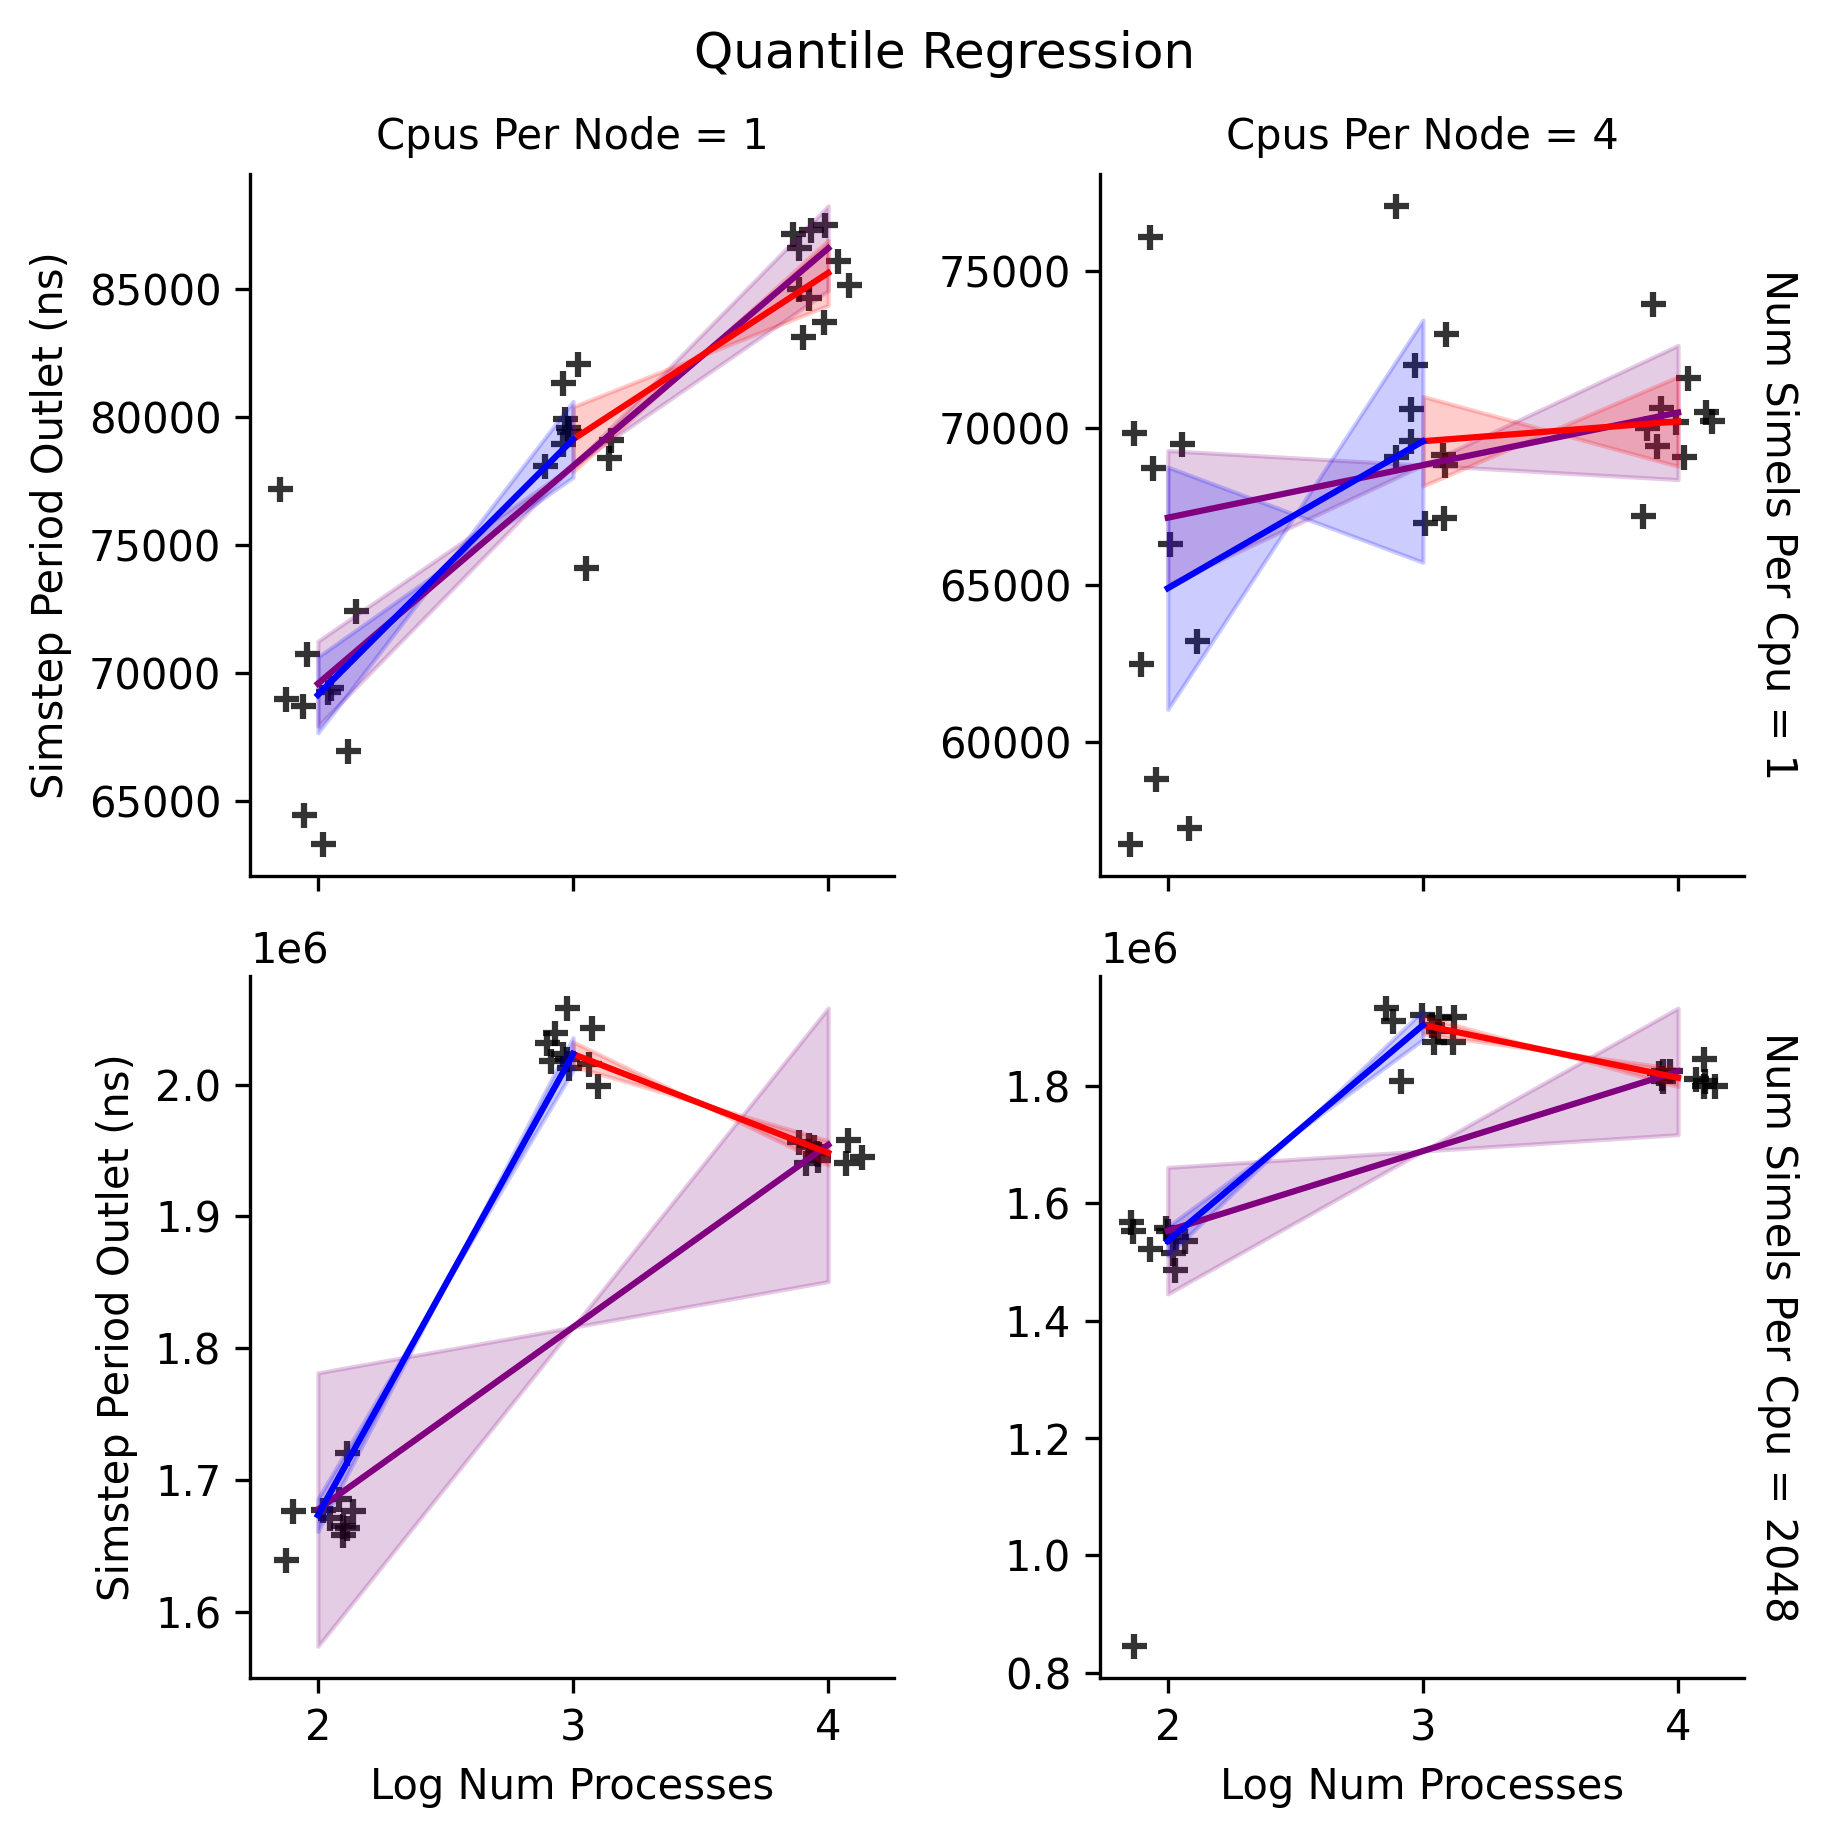 Quantile Regression
Cpus Per Node = 1
Cpus Per Node = 4
Simstep Period Outlet (ns)
85000
80000
75000
70000
65000
75000
70000
65000
60000
Num Simels Per Cpu = 1
1e6
Simstep Period Outlet (ns)
2.0
1.9
1.8
1.7
1.6
2
3
4
Log Num Processes
1e6
1.8
1.6
1.4
1.2
1.0
0.8
2
3
4
Log Num Processes
Num Simels Per Cpu = 2048